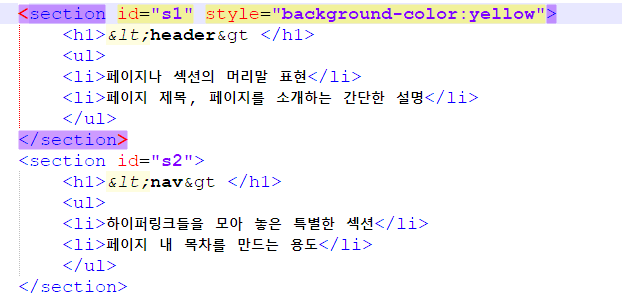 <section id="s1" style="background-color:yellow">
<h1>&lt;header&gt </h1>
<ul>
<li>페이지나 섹션의 머리말 표현</li>
<li>페이지 제목, 페이지를 소개하는 간단한 설명</li>
</ul>
</section>
<section id="s2">
<h1>&lt;nav&gt </h1>
<ul>
<li>하이퍼링크들을 모아 놓은 특별한 섹션</li>
<li>페이지 내 목차를 만드는 용도</li>
</ul>
</section>